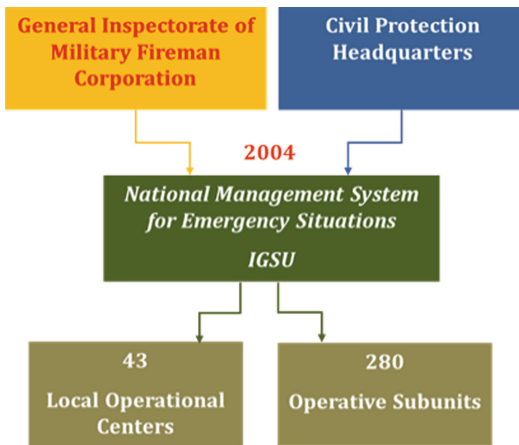 General Inspectorate of
Military Fireman
Corporation
Civil Protection
Headquarters
2004
National Management System
for Emergency Situations
IGSU
43
Local Operational
Centers
280
Operative Subunits